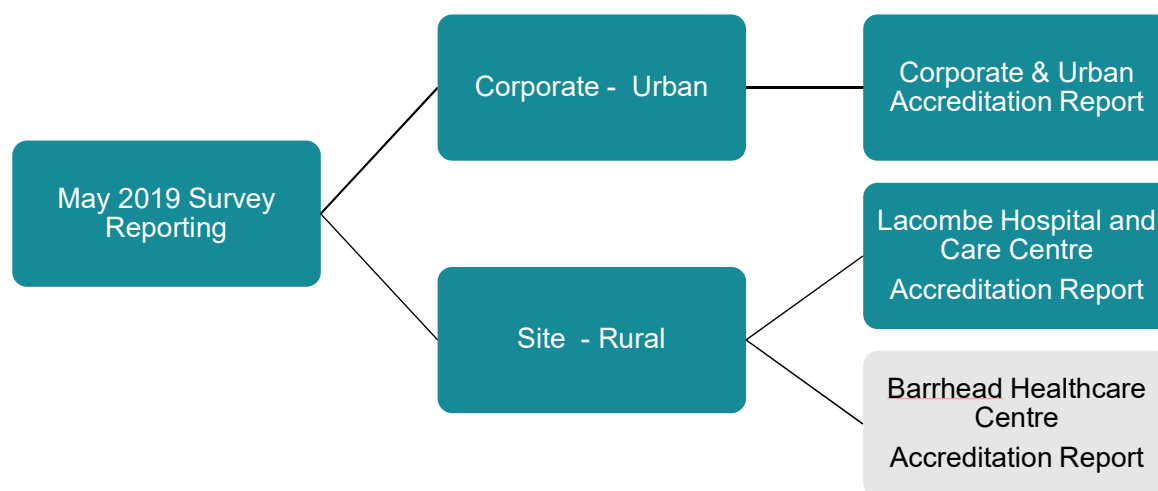 May 2019 Survey
Reporting
Corporate - Urban
Site - Rural
Corporate & Urban
Accreditation Report
Lacombe Hospital and
Care Centre
Accreditation Report
Barrhead Healthcare
Centre
Accreditation Report